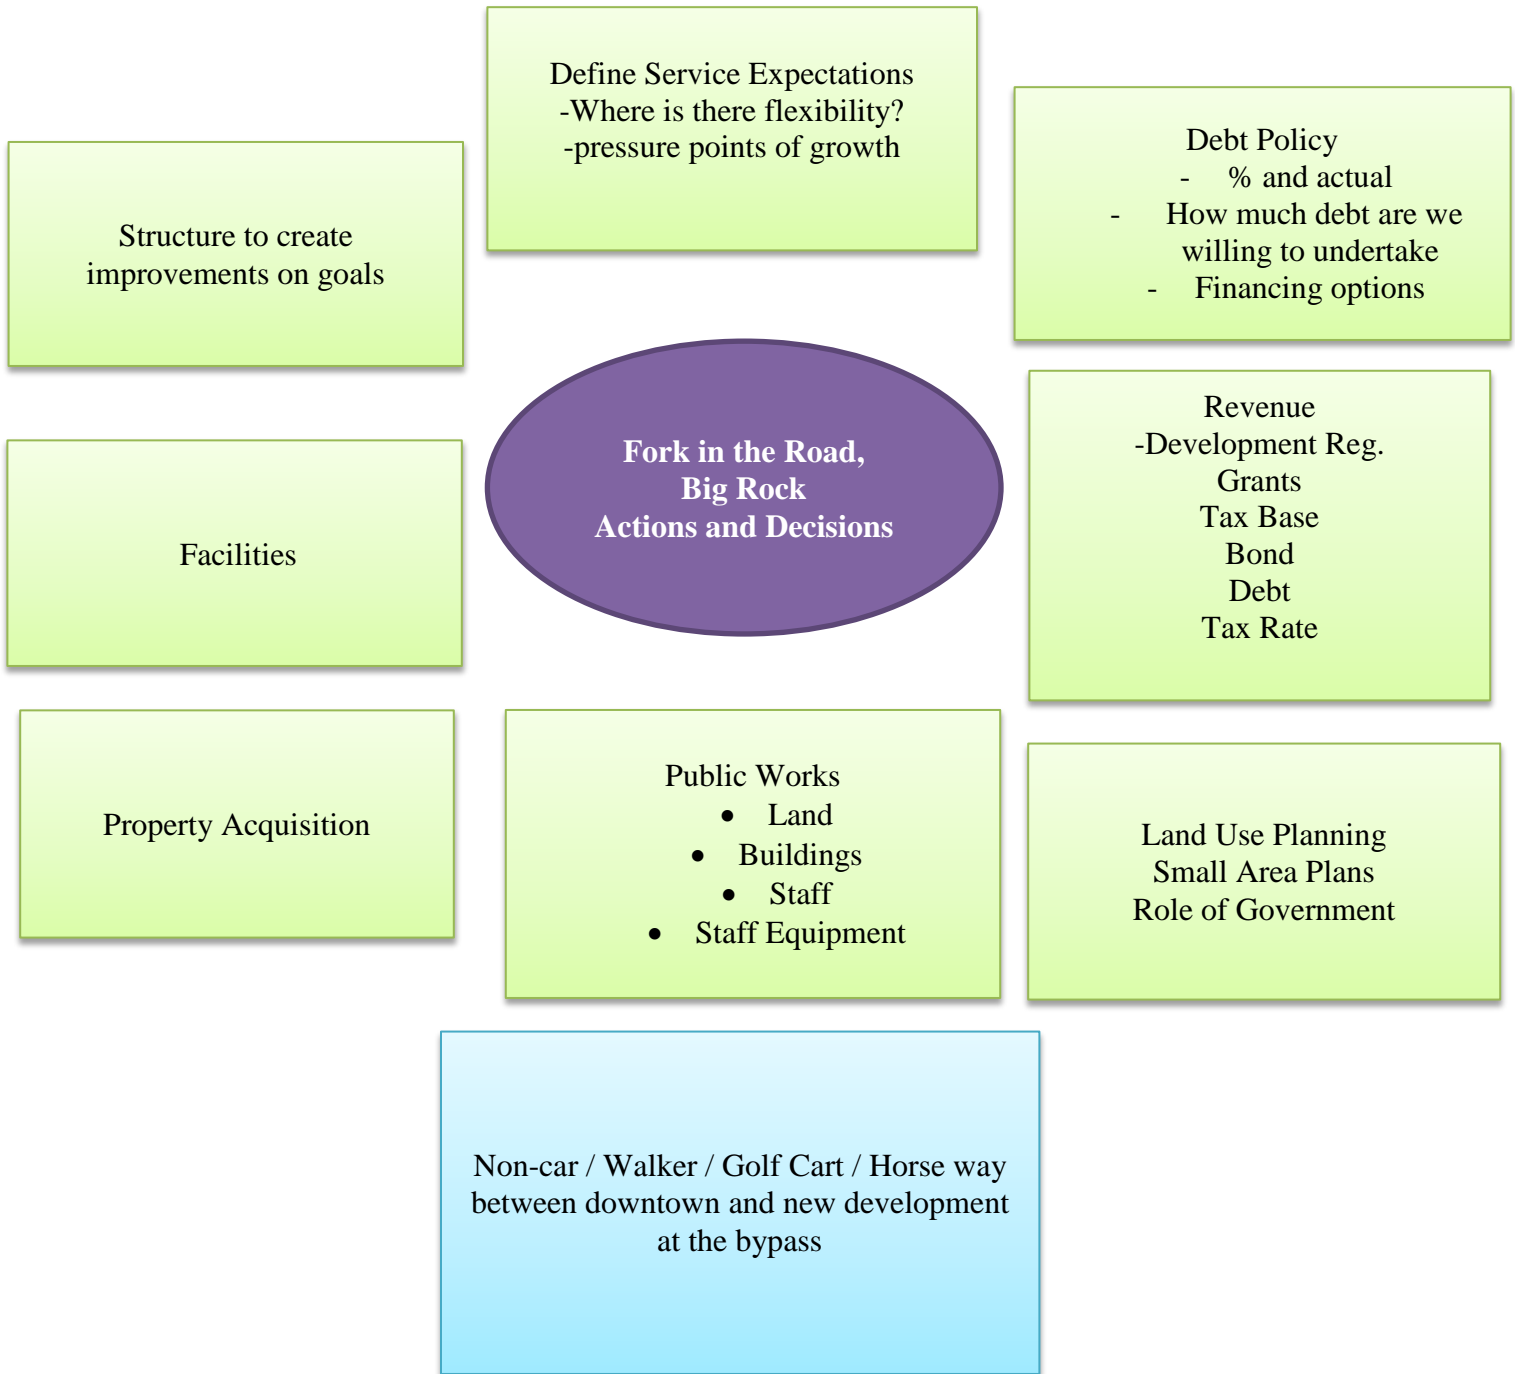 Define Service Expectations
-Where is there flexibility?
-pressure points of growth
Debt Policy
- % and actual
- How much debt are we
willing to undertake
- Financing options
Structure to create
improvements on goals
Fork in the Road,
Big Rock
Actions and Decisions
Revenue
-Development Reg.
Grants
Tax Base
Bond
Debt
Tax Rate
Facilities
Property Acquisition
Public Works
• Land
• Buildings
• Staff
• Staff Equipment
Land Use Planning
Small Area Plans
Role of Government
Non-car / Walker / Golf Cart / Horse way
between downtown and new development
at the bypass